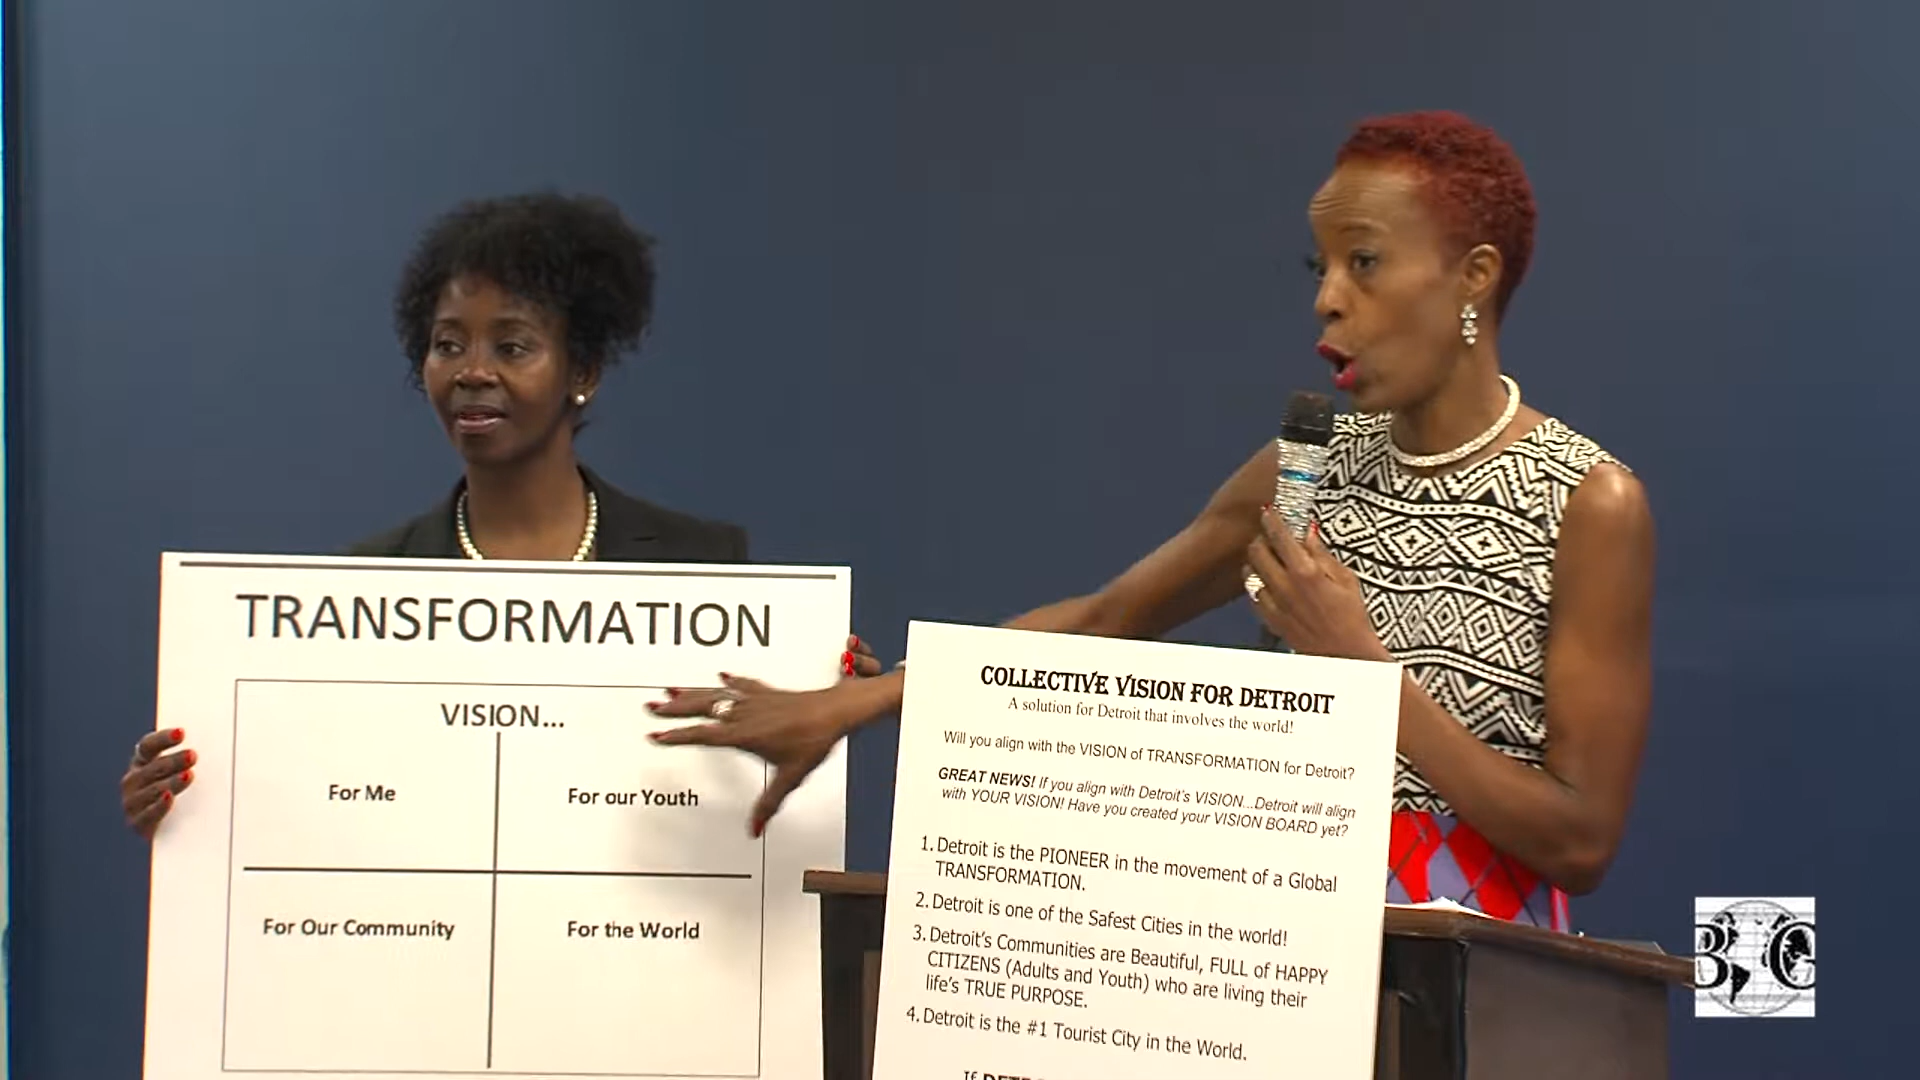 TRANSFORMATION
VISION...
For Me
For our Youth
For Our Community
For the World
COLLECTIVE VISION FOR DETROIT
A solution for Detroit that involves the world!
Will you align with the VISION of TRANSFORMATION for Detroit?
GREAT NEWS! If you align with Detroit's VISION...Detroit will align
with YOUR VISION! Have you created your VISION BOARD yet?
1. Detroit is the PIONEER in the movement of a Global
TRANSFORMATION.
2. Detroit is one of the Safest Cities in the world!
3. Detroit's Communities are Beautiful, FULL of HAPPY
CITIZENS (Adults and Youth) who are living their
life's TRUE PURPOSE.
4. Detroit is the #1 Tourist City in the World.
If